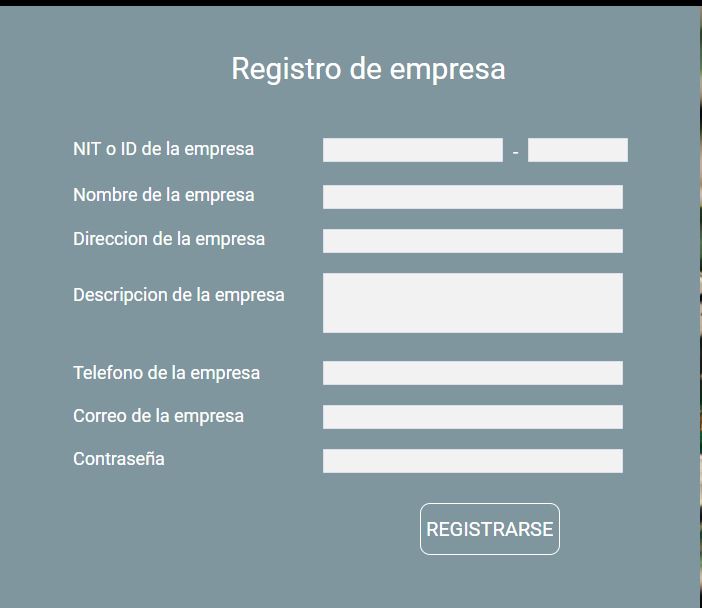 Registro de empresa
NIT o ID de la empresa -
Nombre de la empresa
Direccion de la empresa
Descripcion de la empresa
Telefono de la empresa
Correo de la empresa
Contraseña
REGISTRARSE